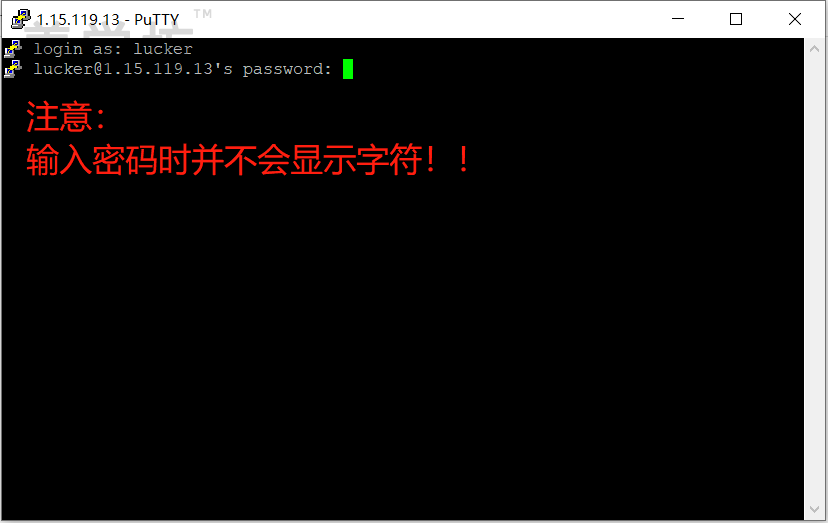 1.15.119.13 - PuTTY
TM
login as: lucker
lucker@1.15.119.13's password:
注意：
输入密码时并不会显示字符！！